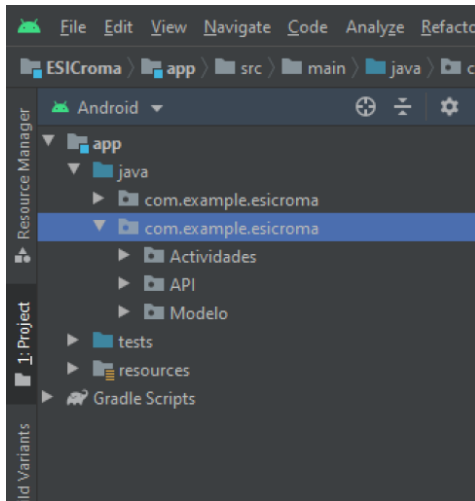 File Edit View Navigate Code Analyze Refacto
ESICroma app src main java c
Android
Resource Manager
1: Project
ld Variants
app
java
com.example.esicroma
com.example.esicroma
Actividades
API
Modelo
tests
resources
Gradle Scripts